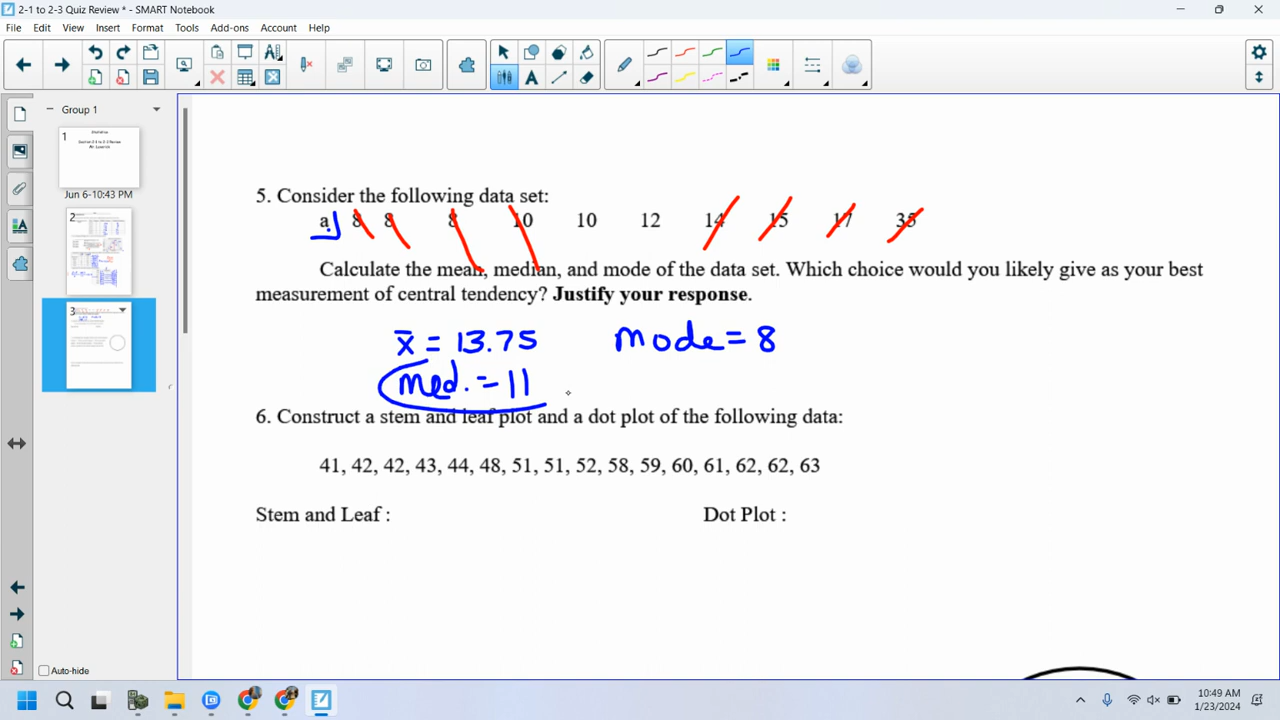 2-1 to 2-3 Quiz Review * - SMART Notebook
File Edit View Insert Format Tools Add-ons Account Help
Group 1
1
Jun 6-10:43 PM
2
3
5. Consider the following data set:
a. 8 8 8 10 10 12 14 15 17 35
Calculate the mean, median, and mode of the data set. Which choice would you likely give as your best
measurement of central tendency? Justify your response.
x̄ = 13.75 mode = 8
med. = 11
6. Construct a stem and leaf plot and a dot plot of the following data:
41, 42, 42, 43, 44, 48, 51, 51, 52, 58, 59, 60, 61, 62, 62, 63
Stem and Leaf : Dot Plot :
Auto-hide
10:49 AM
1/23/2024